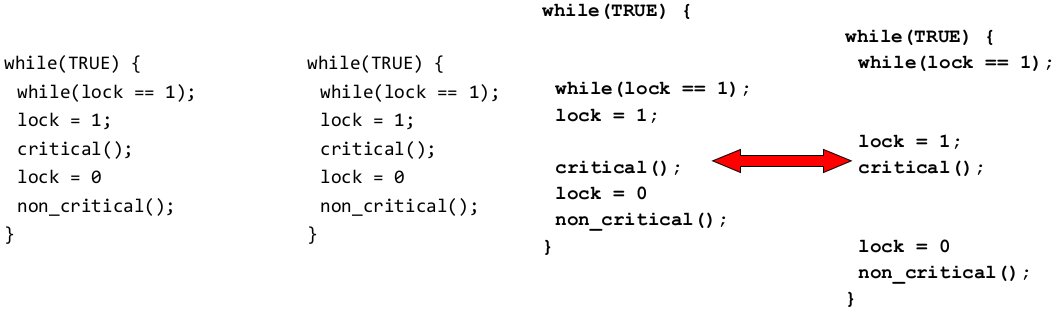 while(TRUE) {
while(lock == 1);
lock = 1;
critical();
lock = 0
non_critical();
}
while(TRUE) {
while(lock == 1);
lock = 1;
critical();
lock = 0
non_critical();
}
while(TRUE) {
while(lock == 1);
lock = 1;
critical();
lock = 0
non_critical();
}
while(TRUE) {
while(lock == 1);
lock = 1;
critical();
lock = 0
non_critical();
}